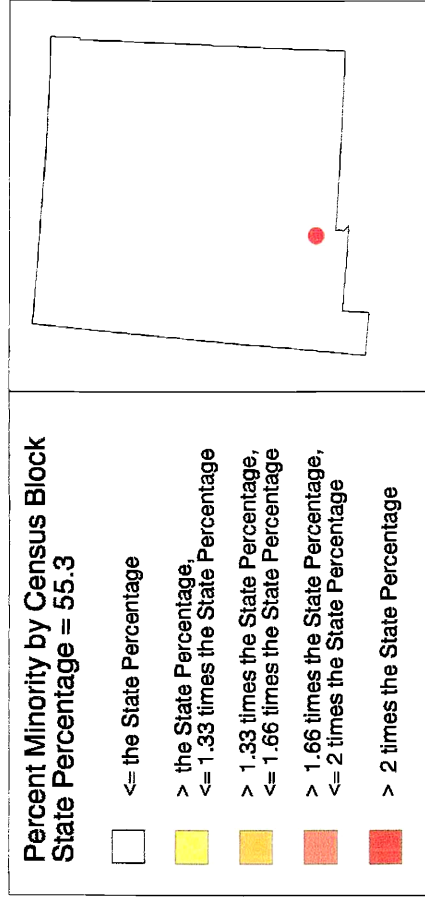 Percent Minority by Census Block
State Percentage = 55.3
<= the State Percentage
> the State Percentage,
<= 1.33 times the State Percentage
> 1.33 times the State Percentage,
<= 1.66 times the State Percentage
> 1.66 times the State Percentage,
<= 2 times the State Percentage
> 2 times the State Percentage